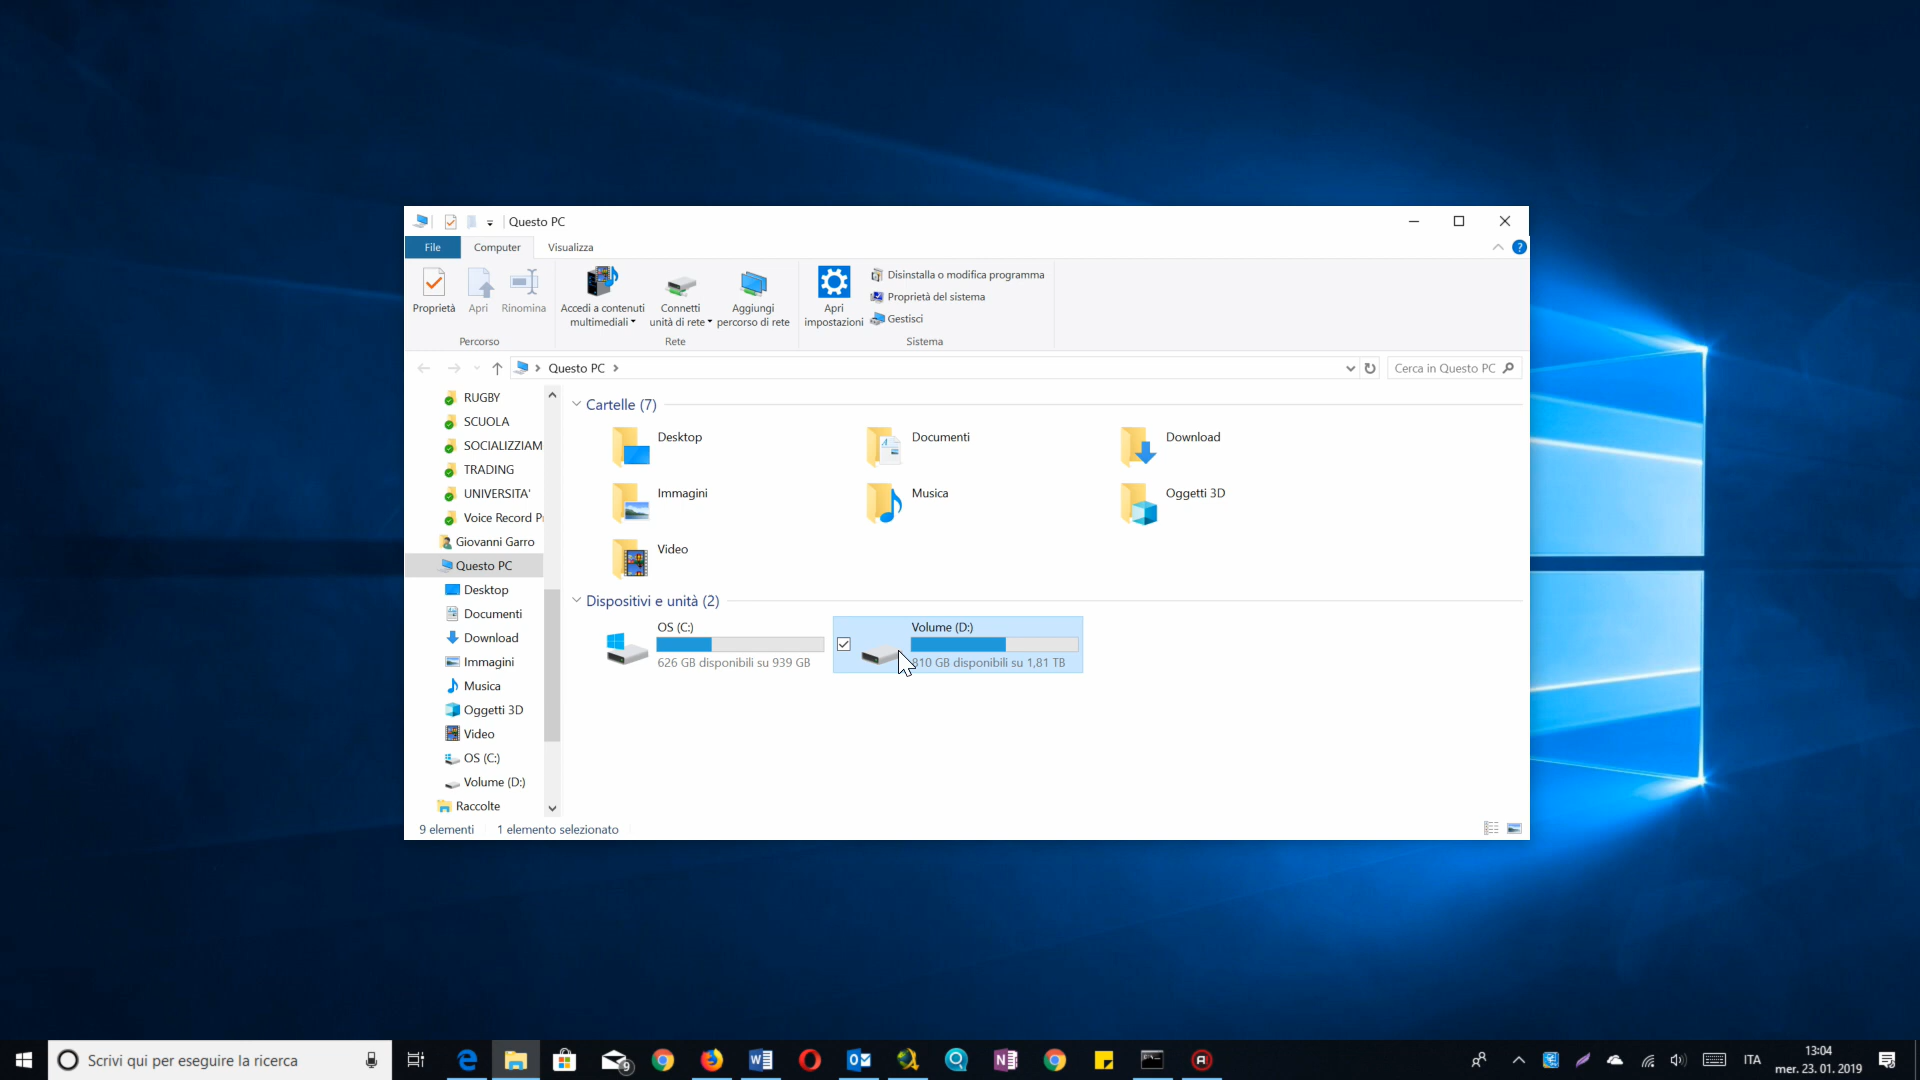 Questo PC
File
Computer
Visualizza
?
Proprietà
Apri
Rinomina
Accedi a contenuti
multimediali
Connetti
unità di rete
Aggiungi
percorso di rete
Apri
impostazioni
Disinstalla o modifica programma
Proprietà del sistema
Gestisci
Percorso
Rete
Sistema
Questo PC
Cerca in Questo PC
RUGBY
SCUOLA
SOCIALIZZIAM
TRADING
UNIVERSITA'
Voice Record P
Giovanni Garro
Questo PC
Desktop
Documenti
Download
Immagini
Musica
Oggetti 3D
Video
OS (C:)
Volume (D:)
Raccolte
Cartelle (7)
Desktop
Documenti
Download
Immagini
Musica
Oggetti 3D
Video
Dispositivi e unità (2)
OS (C:)
626 GB disponibili su 939 GB
Volume (D:)
810 GB disponibili su 1,81 TB
9 elementi
1 elemento selezionato
Scrivi qui per eseguire la ricerca
9
ITA
13:04
mer. 23. 01. 2019